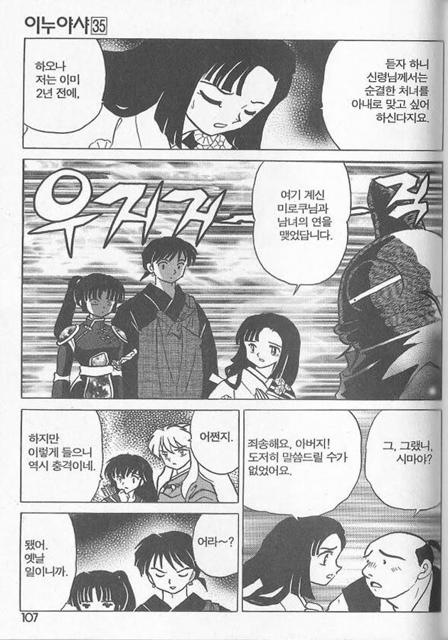 이누야샤 35
듣자 하니
신령님께서는
순결한 처녀를
아내로 맞고 싶어
하신다지요.
하오나
저는 이미
2년 전에,
여기 계신
미로쿠님과
남녀의 연을
맺었답니다.
우지지
직
그, 그랬니,
시마야?
죄송해요, 아버지!
도저히 말씀드릴 수가
없었어요.
어쩐지.
하지만
이렇게 들으니
역시 충격이네.
어라~?
됐어.
옛날
일이니까.
107